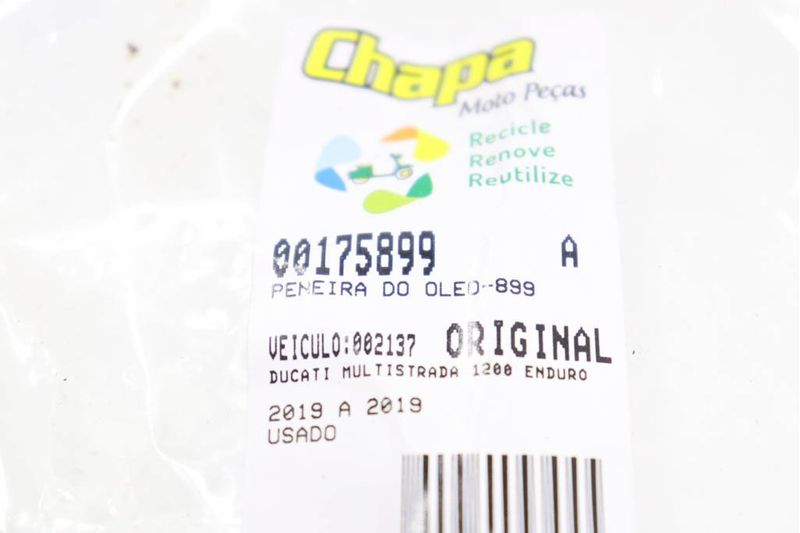 Chapa
Moto Peças
Recicle
Renove
Reutilize
00175899 A
PENEIRA DO OLEO-899
VEICULO:002137 ORIGINAL
DUCATI MULTISTRADA 1200 ENDURO
2019 A 2019
USADO